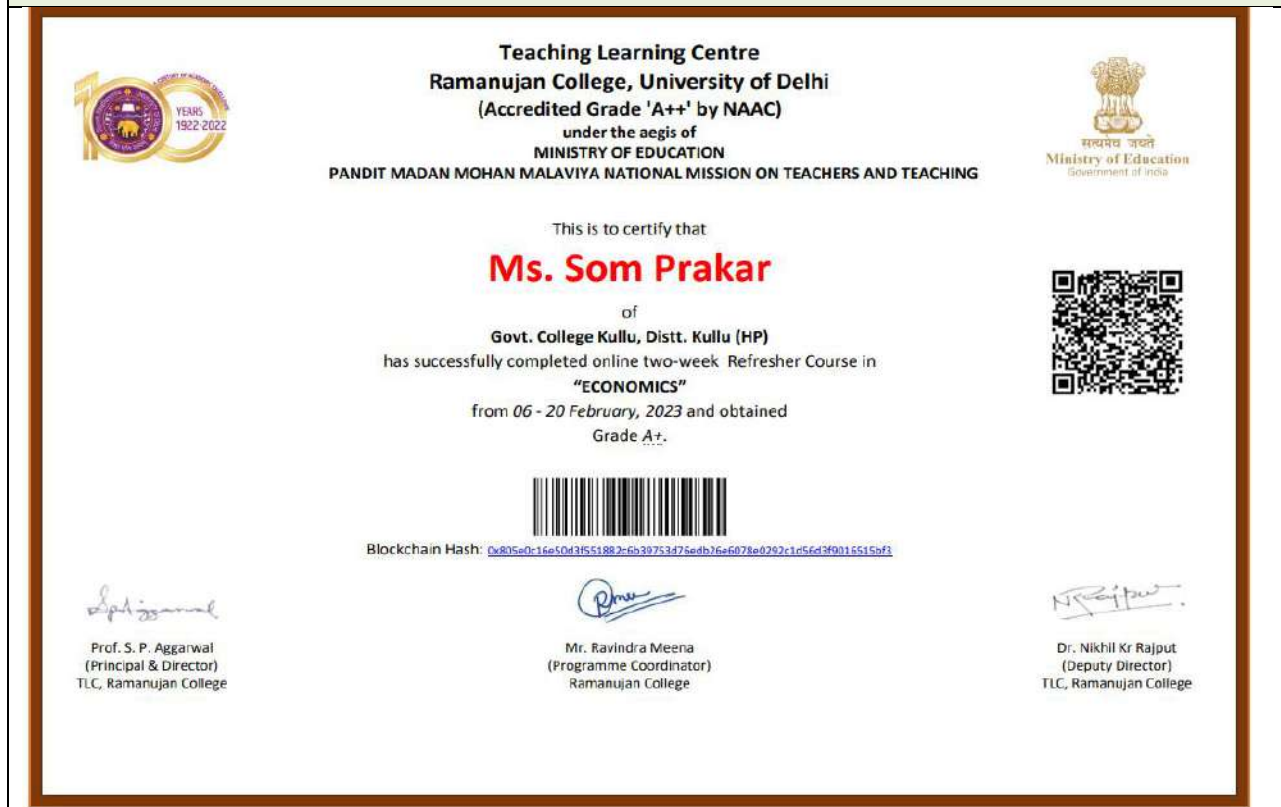 Teaching Learning Centre
Ramanujan College, University of Delhi
(Accredited Grade 'A++' by NAAC)
under the aegis of
MINISTRY OF EDUCATION
PANDIT MADAN MOHAN MALAVIYA NATIONAL MISSION ON TEACHERS AND TEACHING
YEARS
1922-2022
सत्यमेव जयते
Ministry of Education
Government of India
This is to certify that
Ms. Som Prakar
of
Govt. College Kullu, Distt. Kullu (HP)
has successfully completed online two-week Refresher Course in
“ECONOMICS”
from 06 - 20 February, 2023 and obtained
Grade A+.
Blockchain Hash: 0x805e0c16e50d3f551882c6b39753d76edb26e6078e0292c1d56d3f9016515bf3
Prof. S. P. Aggarwal
(Principal & Director)
TLC, Ramanujan College
Mr. Ravindra Meena
(Programme Coordinator)
Ramanujan College
Dr. Nikhil Kr Rajput
(Deputy Director)
TLC, Ramanujan College